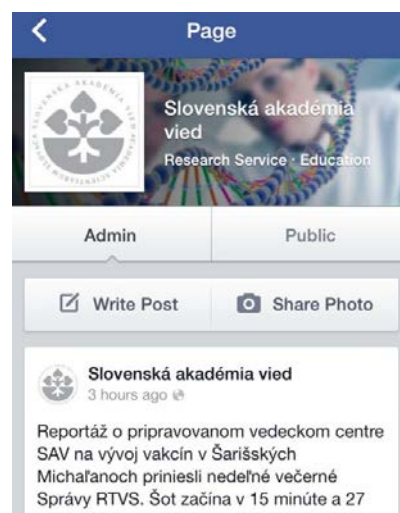 Page
Slovenská akadémia
vied
Research Service · Education
Admin
Public
Write Post
Share Photo
Slovenská akadémia vied
3 hours ago
Reportáž o pripravovanom vedeckom centre
SAV na vývoj vakcín v Šarišských
Michaľanoch priniesli nedeľné večerné
Správy RTVS. Šot začína v 15 minúte a 27